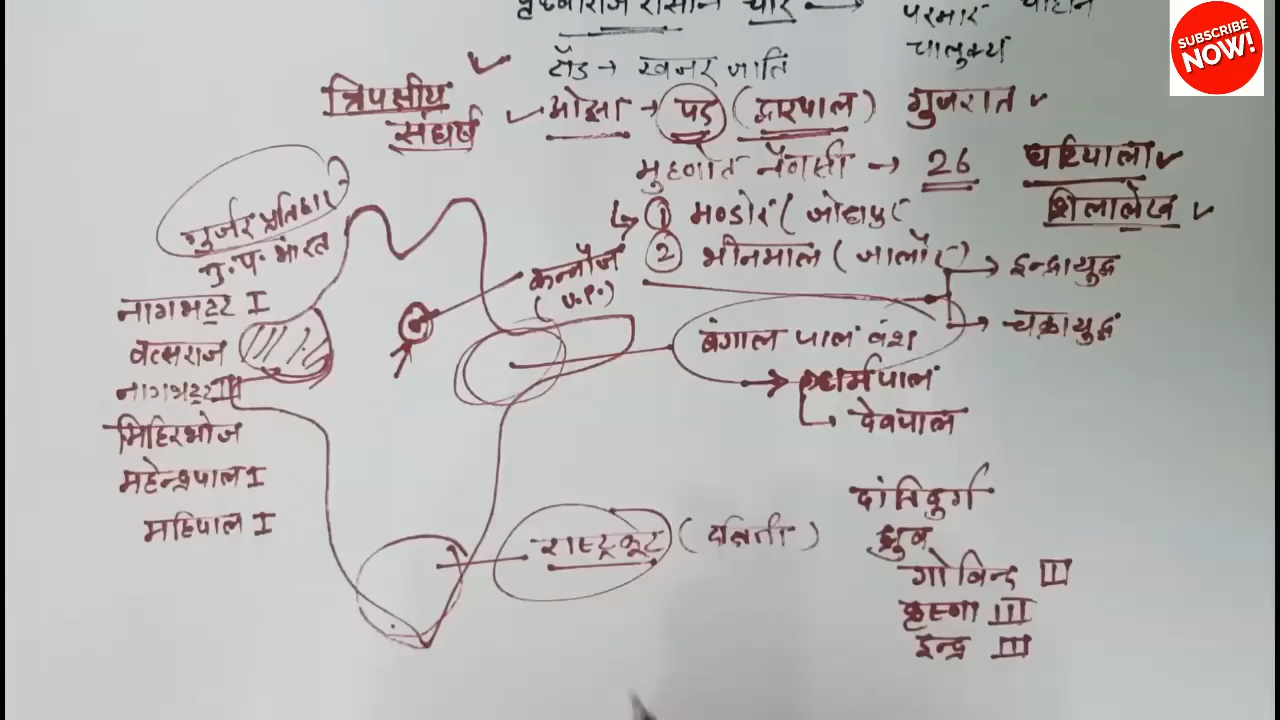 पृथ्वीराज रासौ चार → परमार चौहान
चालुक्य
टॉड → खजर जाति
त्रिपक्षीय
संघर्ष
ओझा → पद (द्वारपाल) गुजरात
मुहणोत नैणसी → 26
घटियाला
शिलालेख
① मण्डोर (जोधपुर
② भीनमाल (जालौर)
गुर्जर प्रतिहार
उ.प. भारत
कन्नौज
(U.P.)
इन्द्रायुद्ध
चक्रायुद्ध
नागभट्ट I
वत्सराज
नागभट्ट II
मिहिरभोज
महेन्द्रपाल I
महिपाल I
बंगाल पाल वंश
धर्मपाल
देवपाल
राष्ट्रकूट (दक्षिणी)
दांतिदुर्ग
ध्रुव
गोविन्द III
कृष्णा III
इन्द्र III
SUBSCRIBE
NOW!